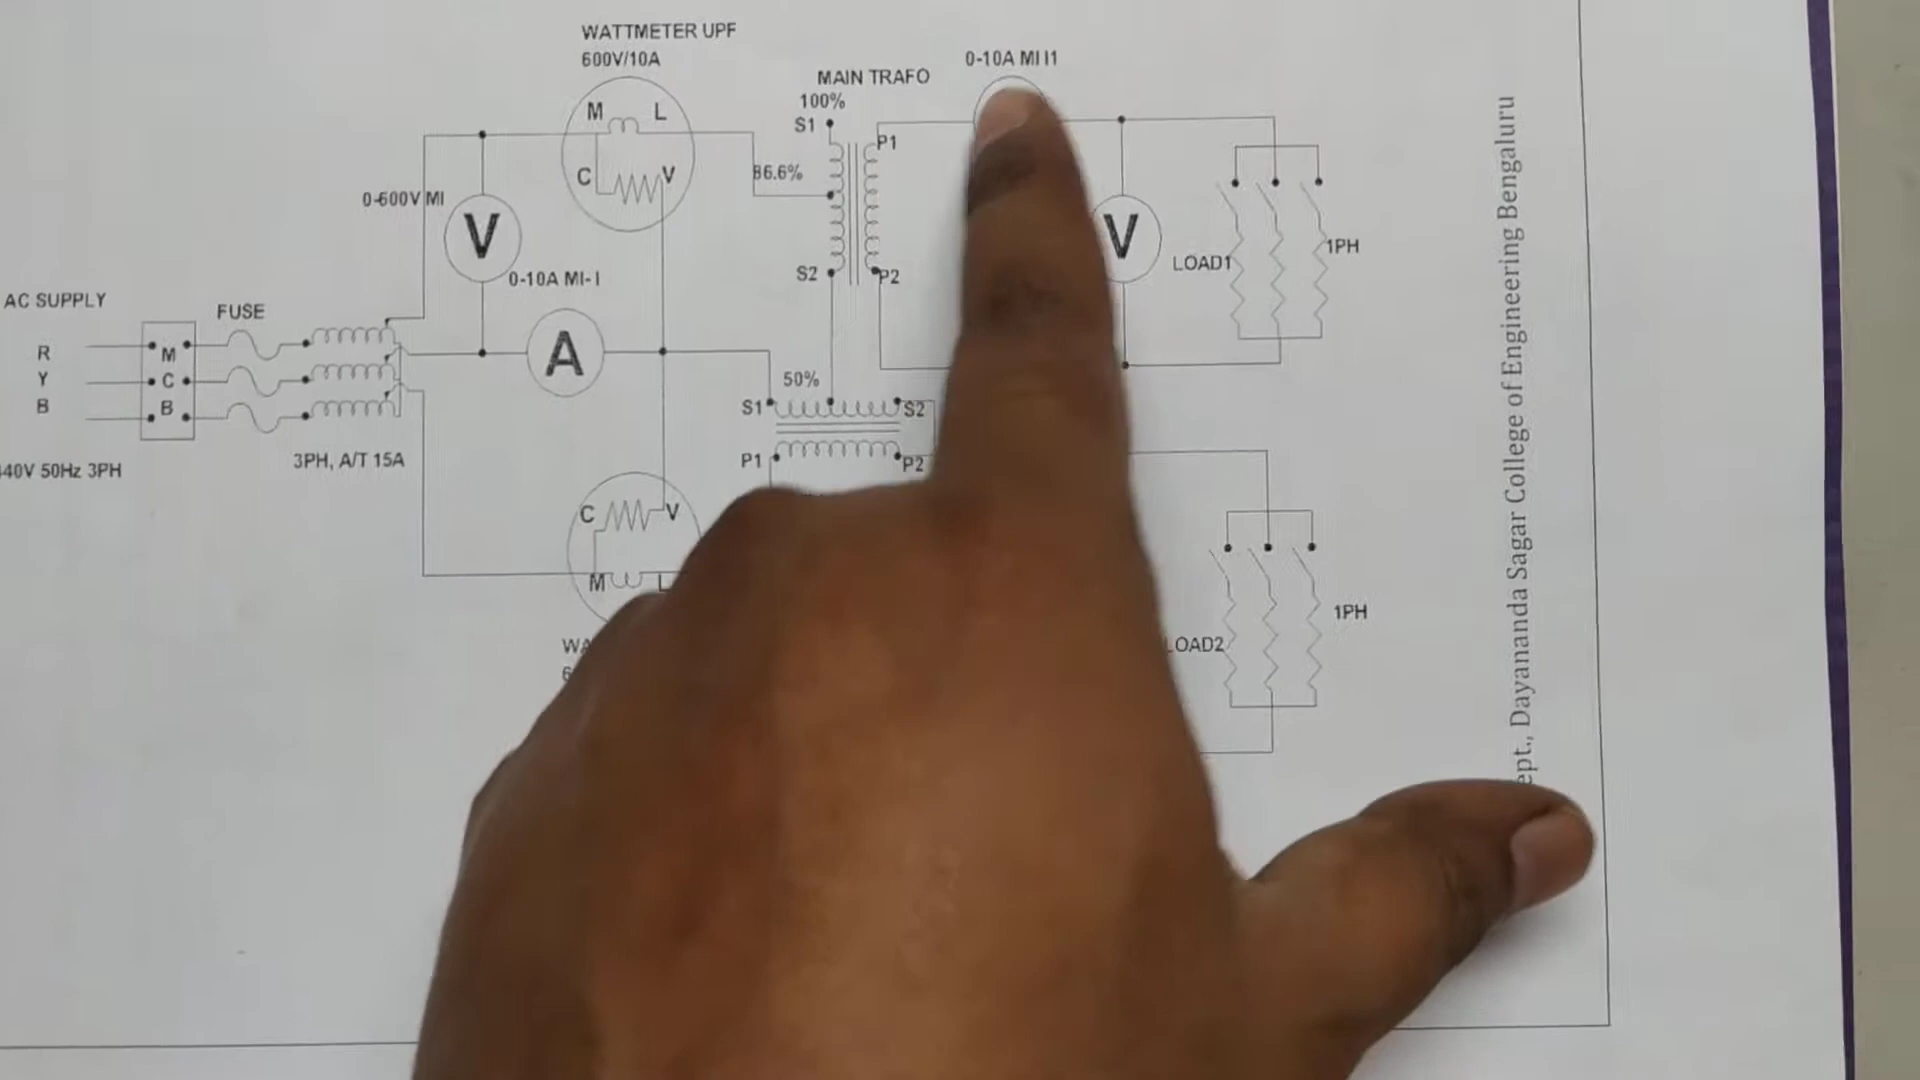 WATTMETER UPF
600V/10A
M L
C V
MAIN TRAFO
100%
S1
P1
86.6%
S2
P2
0-10A MI I1
0-600V MI
V
0-10A MI-I
A
V
LOAD1
1PH
AC SUPPLY
R
Y
B
M
C
B
FUSE
3PH, A/T 15A
40V 50Hz 3PH
50%
S1
S2
P1
P2
C V
M L
LOAD2
1PH
ept., Dayananda Sagar College of Engineering Bengaluru